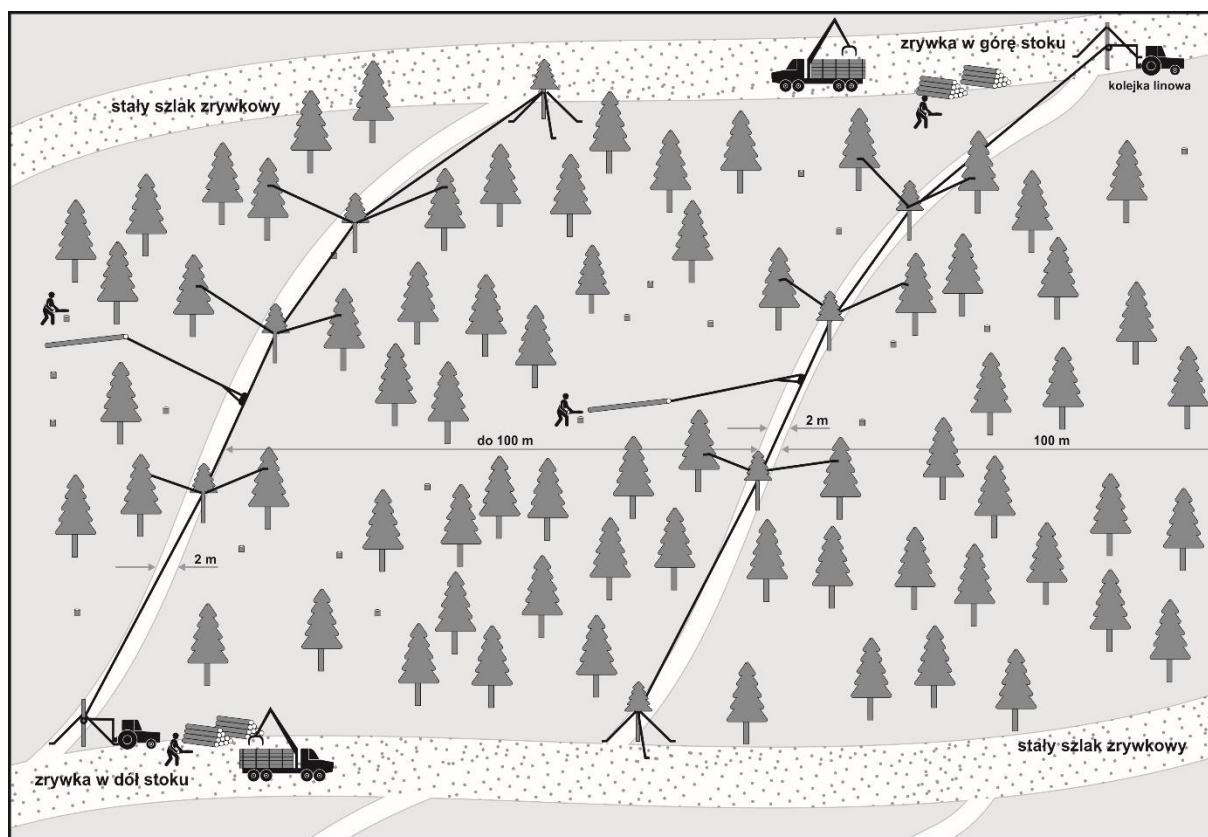 zrywka w górę stoku
kolejka linowa
stały szlak zrywkowy
2 m
do 100 m
100 m
2 m
stały szlak zrywkowy
zrywka w dół stoku